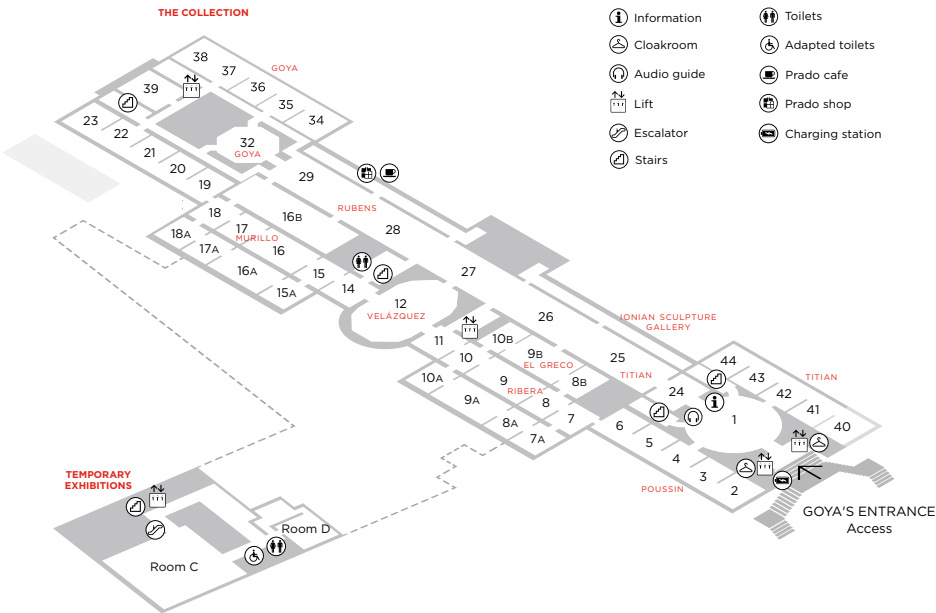 THE COLLECTION
Information
Cloakroom
Audio guide
Lift
Escalator
Stairs
Toilets
Adapted toilets
Prado cafe
Prado shop
Charging station
38
GOYA
37
36
35
34
39
23
22
21
20
19
32
GOYA
29
RUBENS
28
18
18A
17
MURILLO
17A
16B
16
16A
15
15A
14
27
12
VELÁZQUEZ
26
IONIAN SCULPTURE
GALLERY
11
10B
10
10A
9B
EL GRECO
9
RIBERA
9A
8B
8
8A
7
7A
25
TITIAN
24
44
43
TITIAN
42
41
40
1
6
5
4
3
2
POUSSIN
GOYA'S ENTRANCE
Access
TEMPORARY
EXHIBITIONS
Room D
Room C